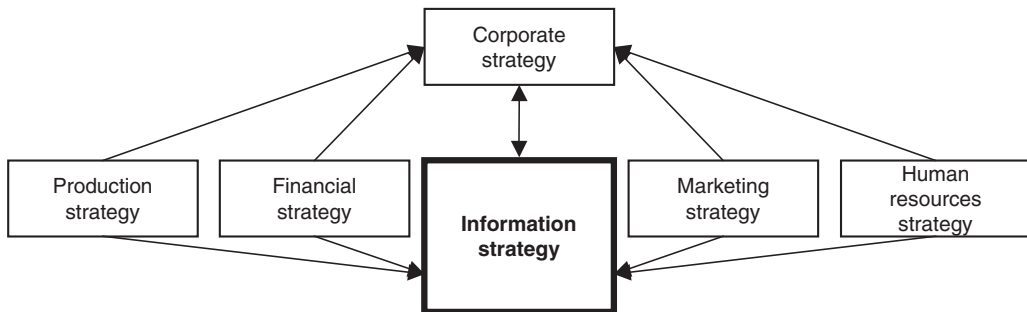 Corporate
strategy
Production
strategy
Financial
strategy
Information
strategy
Marketing
strategy
Human
resources
strategy